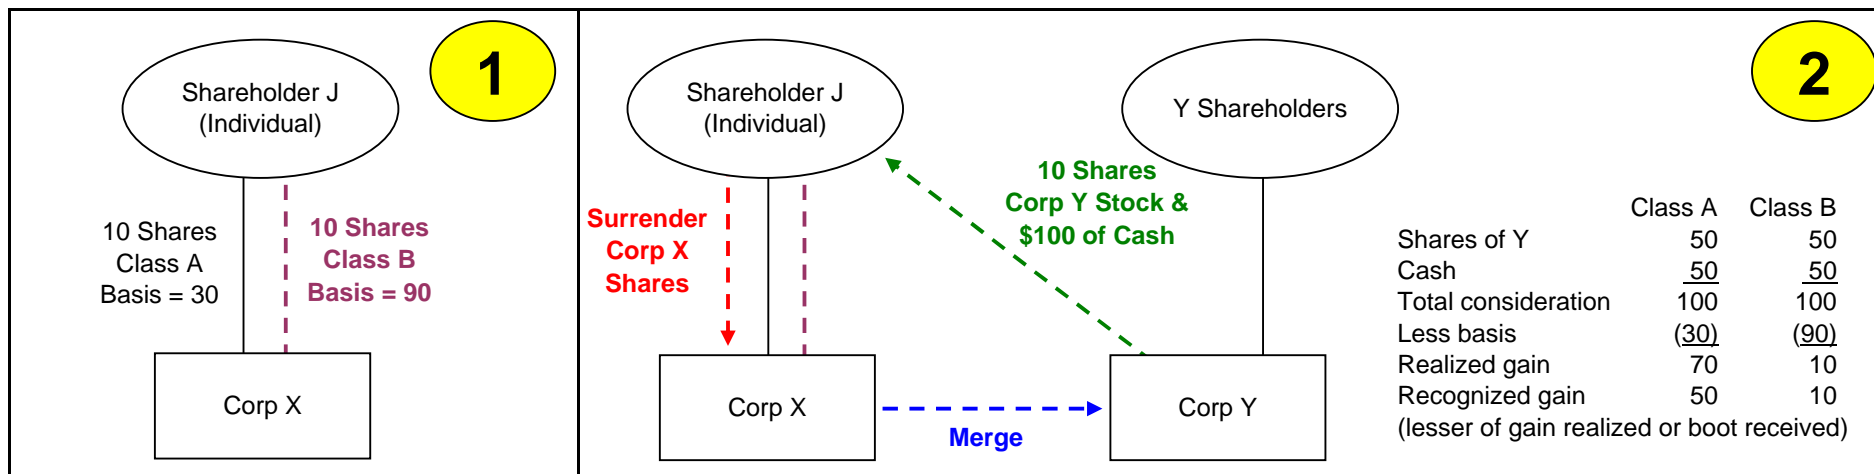 1
Shareholder J
(Individual)
10 Shares
Class A
Basis = 30
10 Shares
Class B
Basis = 90
Corp X
2
Shareholder J
(Individual)
Y Shareholders
Surrender
Corp X
Shares
10 Shares
Corp Y Stock &
$100 of Cash
Corp X
Merge
Corp Y
Class A Class B
Shares of Y 50 50
Cash 50 50
Total consideration 100 100
Less basis (30) (90)
Realized gain 70 10
Recognized gain 50 10
(lesser of gain realized or boot received)